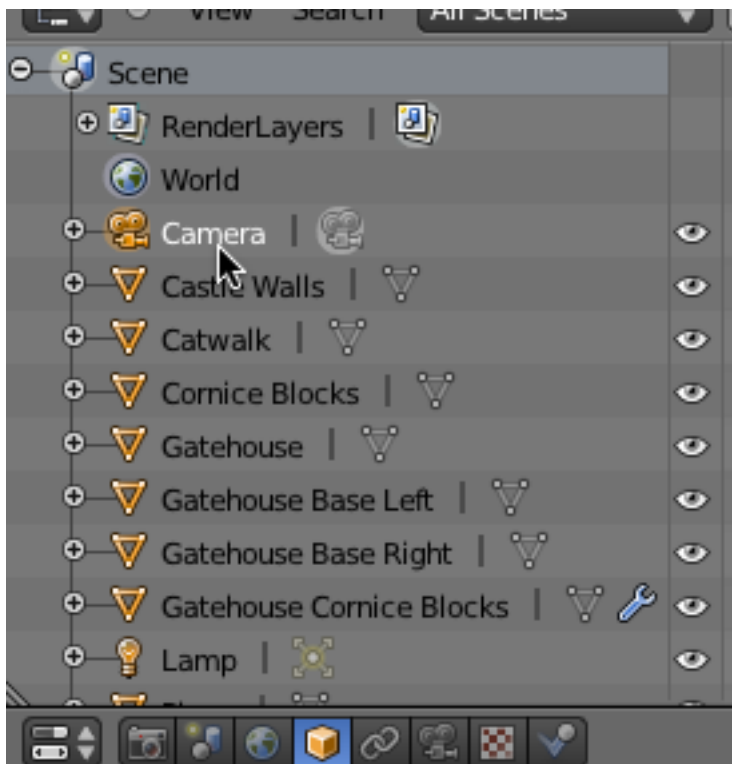 View Search All Scenes
Scene
RenderLayers
World
Camera
Castle Walls
Catwalk
Cornice Blocks
Gatehouse
Gatehouse Base Left
Gatehouse Base Right
Gatehouse Cornice Blocks
Lamp